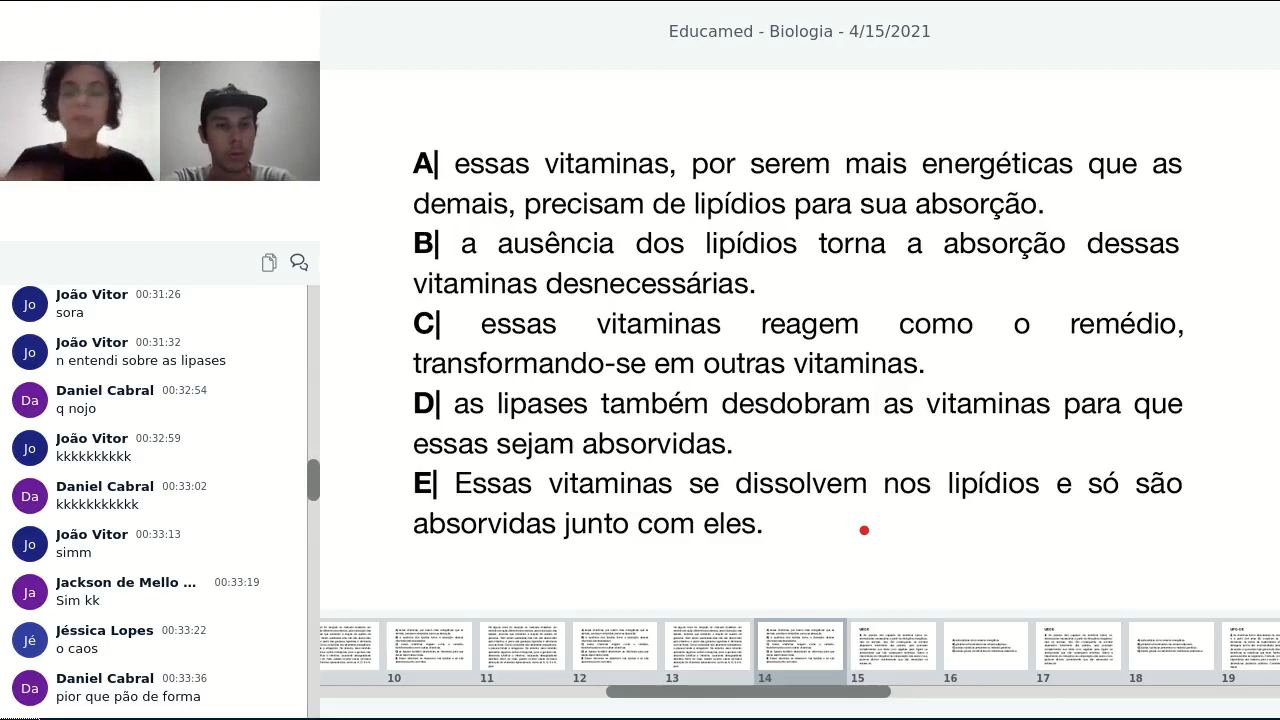 Educamed - Biologia - 4/15/2021
A| essas vitaminas, por serem mais energéticas que as
demais, precisam de lipídios para sua absorção.
B| a ausência dos lipídios torna a absorção dessas
vitaminas desnecessárias.
C| essas vitaminas reagem como o remédio,
transformando-se em outras vitaminas.
D| as lipases também desdobram as vitaminas para que
essas sejam absorvidas.
E| Essas vitaminas se dissolvem nos lipídios e só são
absorvidas junto com eles.
Jo João Vitor 00:31:26
sora
Jo João Vitor 00:31:32
n entendi sobre as lipases
Da Daniel Cabral 00:32:54
q nojo
Jo João Vitor 00:32:59
kkkkkkkkkk
Da Daniel Cabral 00:33:02
kkkkkkkkkkk
Jo João Vitor 00:33:13
simm
Ja Jackson de Mello ... 00:33:19
Sim kk
Jé Jéssica Lopes 00:33:22
~caos
Da Daniel Cabral 00:33:36
pior que pão de forma
10 11 12 13 14 15 16 17 18 19